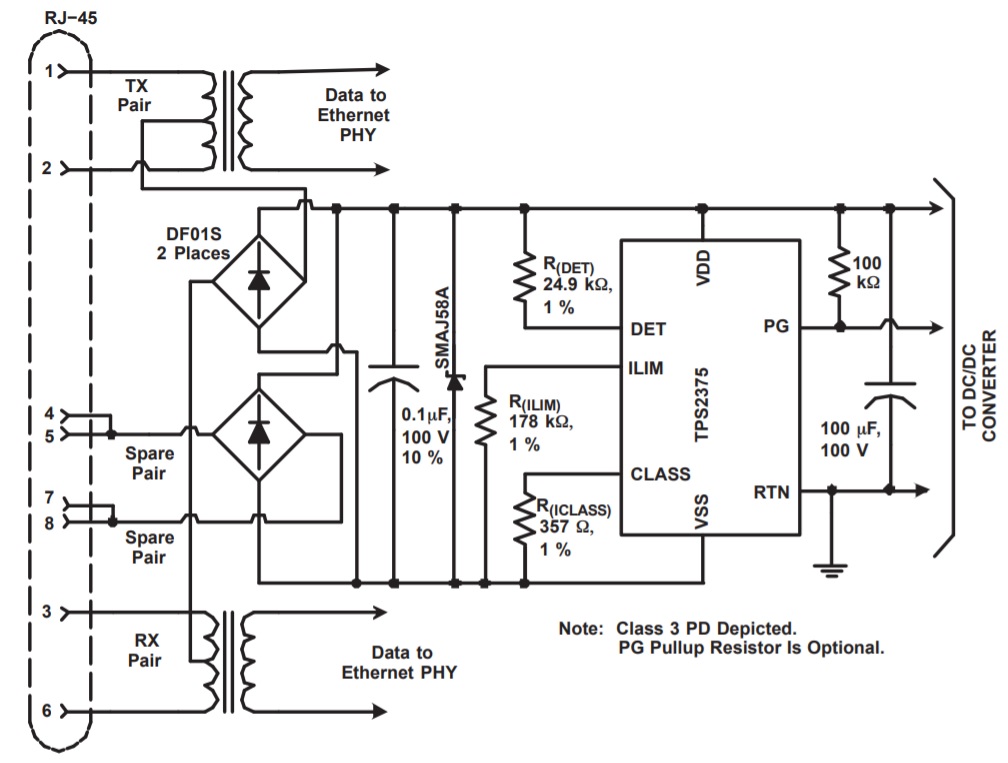 RJ−45
1
TX
Pair
2
Data to
Ethernet
PHY
DF01S
2 Places
4
5
Spare
Pair
7
8
Spare
Pair
3
RX
Pair
6
Data to
Ethernet PHY
0.1μF,
100 V
10 %
SMAJ58A
R(DET)
24.9 kΩ,
1 %
R(ILIM)
178 kΩ,
1 %
R(ICLASS)
357 Ω,
1 %
VDD
DET
PG
ILIM
TPS2375
CLASS
RTN
VSS
100
kΩ
100 μF,
100 V
TO DC/DC
CONVERTER
Note: Class 3 PD Depicted.
PG Pullup Resistor Is Optional.